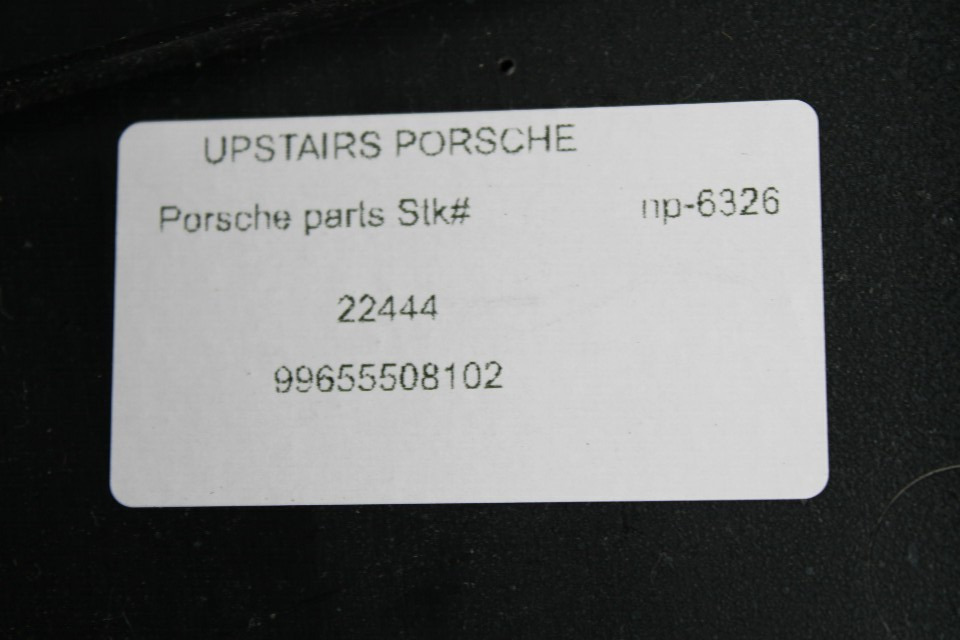 UPSTAIRS PORSCHE
Porsche parts Stk# np-6326
22444
99655508102